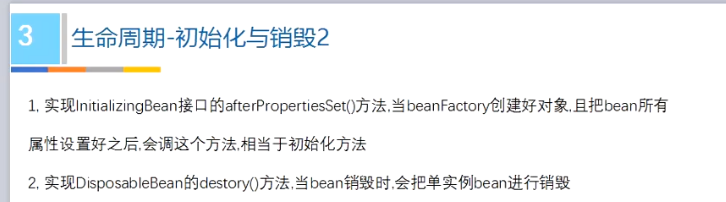 3
生命周期-初始化与销毁2
1, 实现InitializingBean接口的afterPropertiesSet()方法,当beanFactory创建好对象,且把bean所有
属性设置好之后,会调这个方法,相当于初始化方法
2, 实现DisposableBean的destory()方法,当bean销毁时,会把单实例bean进行销毁